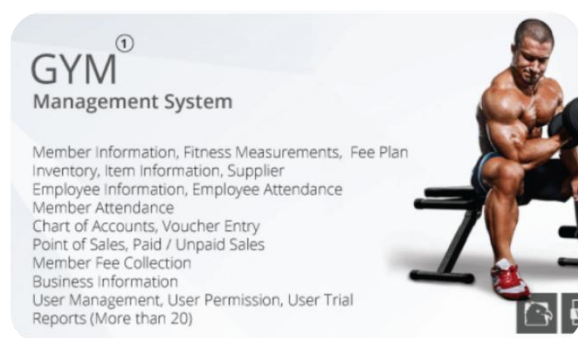 GYM ①
Management System
Member Information, Fitness Measurements, Fee Plan
Inventory, Item Information, Supplier
Employee Information, Employee Attendance
Member Attendance
Chart of Accounts, Voucher Entry
Point of Sales, Paid / Unpaid Sales
Member Fee Collection
Business Information
User Management, User Permission, User Trial
Reports (More than 20)